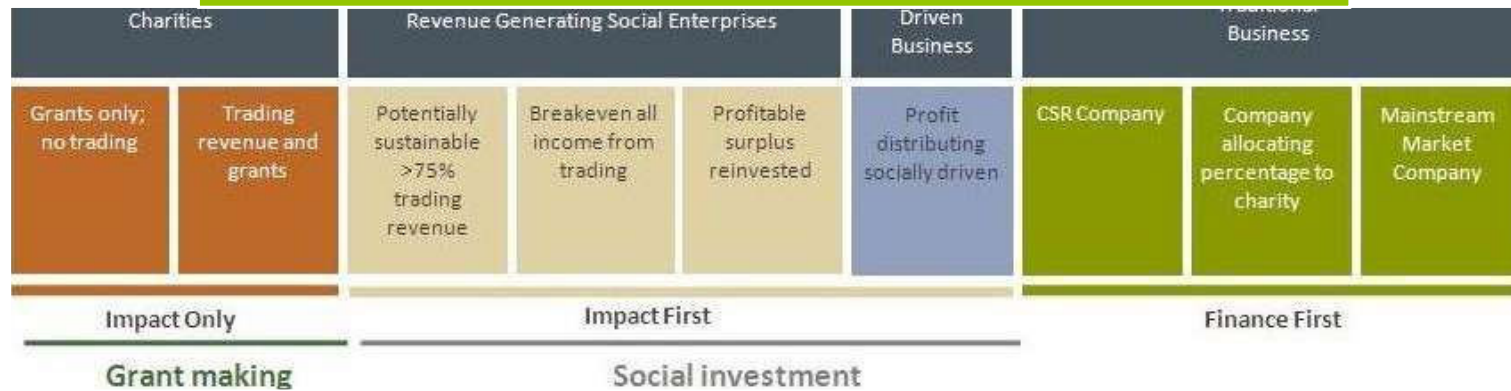 Charities
Revenue Generating Social Enterprises
Driven
Business
Business
Grants only;
no trading
Trading
revenue and
grants
Potentially
sustainable
>75%
trading
revenue
Breakeven all
income from
trading
Profitable
surplus
reinvested
Profit
distributing
socially driven
CSR Company
Company
allocating
percentage to
charity
Mainstream
Market
Company
Impact Only
Impact First
Finance First
Grant making
Social investment